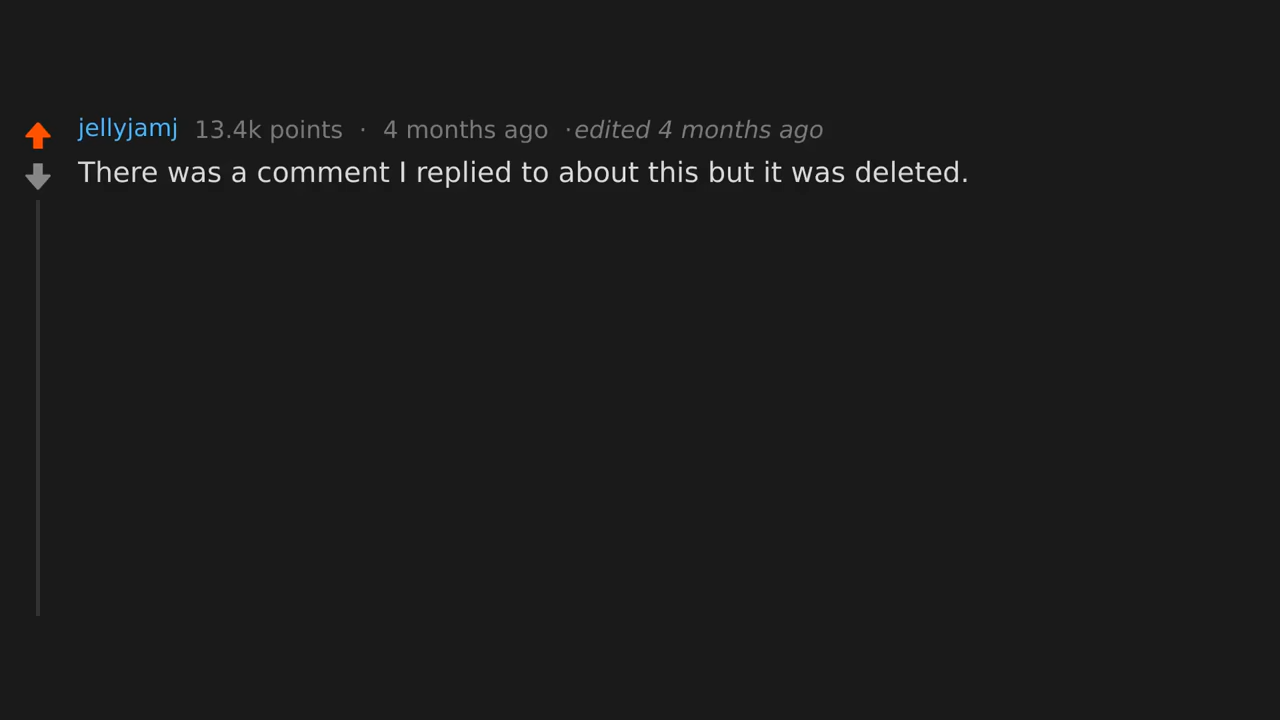 jellyjamj 13.4k points · 4 months ago · edited 4 months ago
There was a comment I replied to about this but it was deleted.